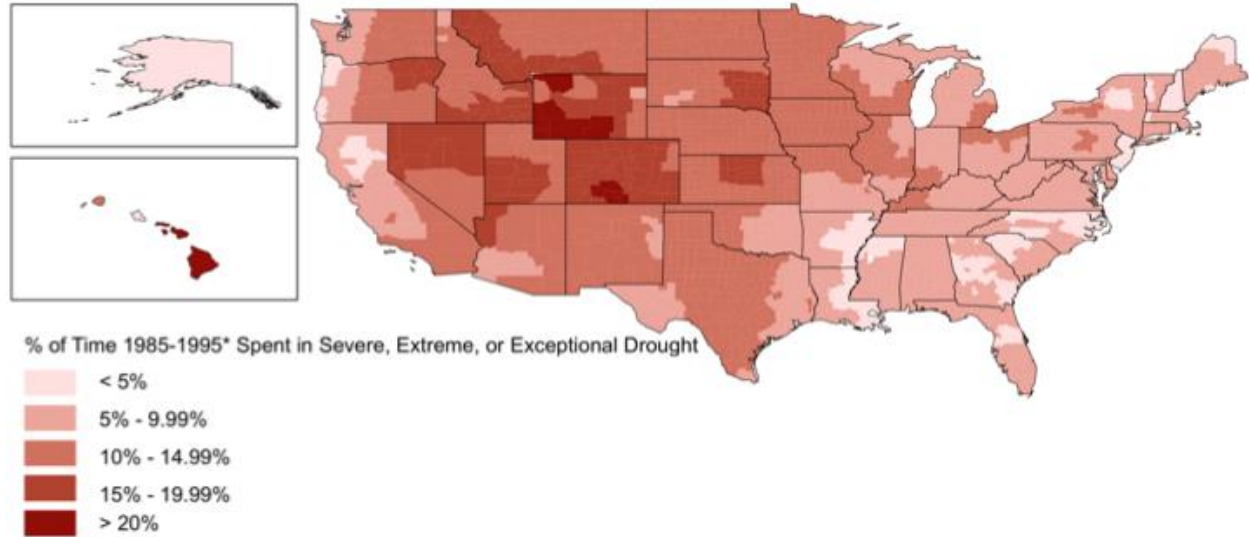 % of Time 1985-1995* Spent in Severe, Extreme, or Exceptional Drought
< 5%
5% - 9.99%
10% - 14.99%
15% - 19.99%
> 20%